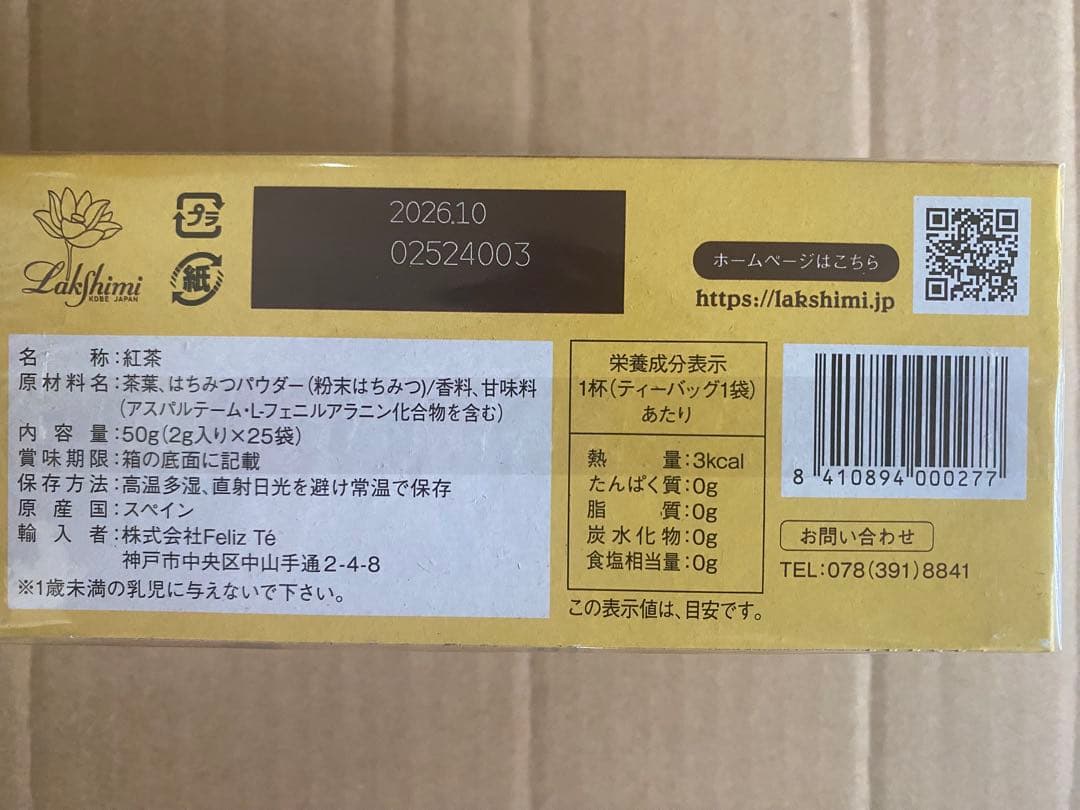 Lakshimi
KOBE JAPAN
プラ
紙
2026.10
02524003
ホームページはこちら
https://lakshimi.jp
名称:紅茶
原材料名:茶葉、はちみつパウダー(粉末はちみつ)/香料、甘味料
(アスパルテーム・L-フェニルアラニン化合物を含む)
内容量:50g(2g入り×25袋)
賞味期限:箱の底面に記載
保存方法:高温多湿、直射日光を避け常温で保存
原産国:スペイン
輸入者:株式会社Feliz Té
神戸市中央区中山手通2-4-8
※1歳未満の乳児に与えないで下さい。
栄養成分表示
1杯(ティーバッグ1袋)
あたり
熱量:3kcal
たんぱく質:0g
脂質:0g
炭水化物:0g
食塩相当量:0g
この表示値は、目安です。
8 410894 000277
お問い合わせ
TEL:078(391)8841